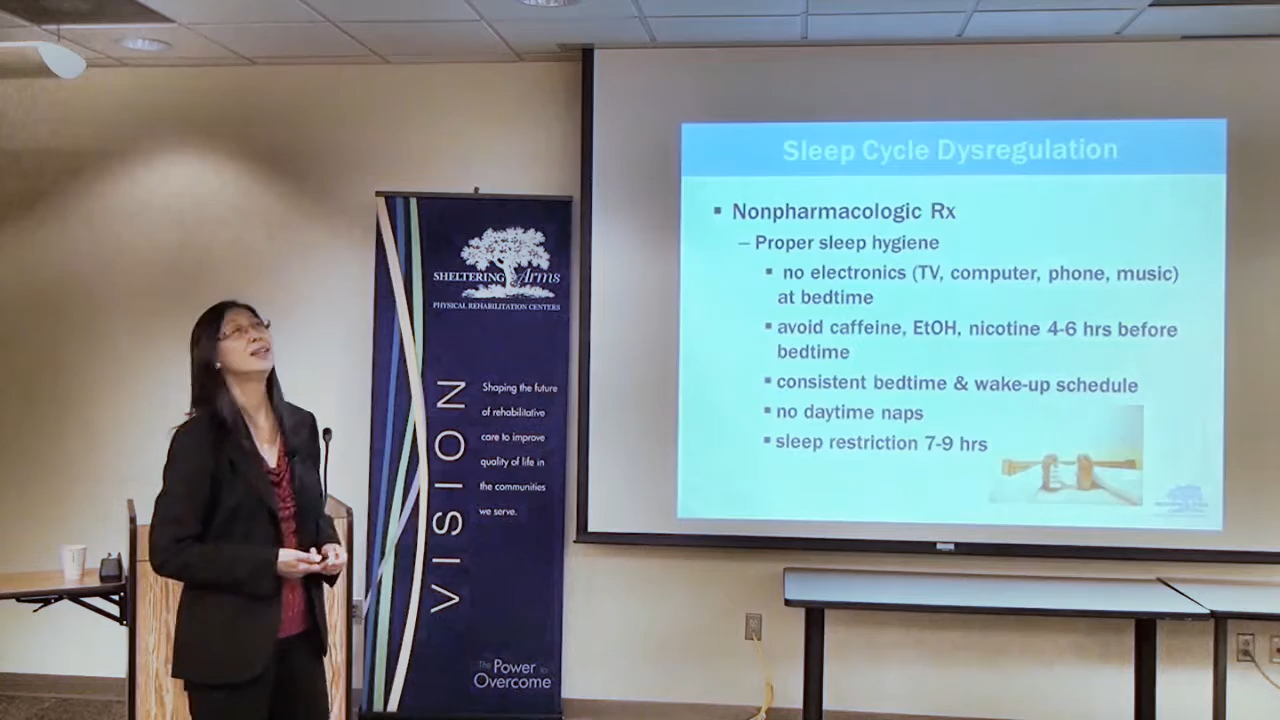 Sleep Cycle Dysregulation
▪ Nonpharmacologic Rx
– Proper sleep hygiene
▪ no electronics (TV, computer, phone, music)
at bedtime
▪ avoid caffeine, EtOH, nicotine 4-6 hrs before
bedtime
▪ consistent bedtime & wake-up schedule
▪ no daytime naps
▪ sleep restriction 7-9 hrs
SHELTERING Arms
PHYSICAL REHABILITATION CENTERS
VISION
Shaping the future
of rehabilitative
care to improve
quality of life in
the communities
we serve.
The Power to
Overcome